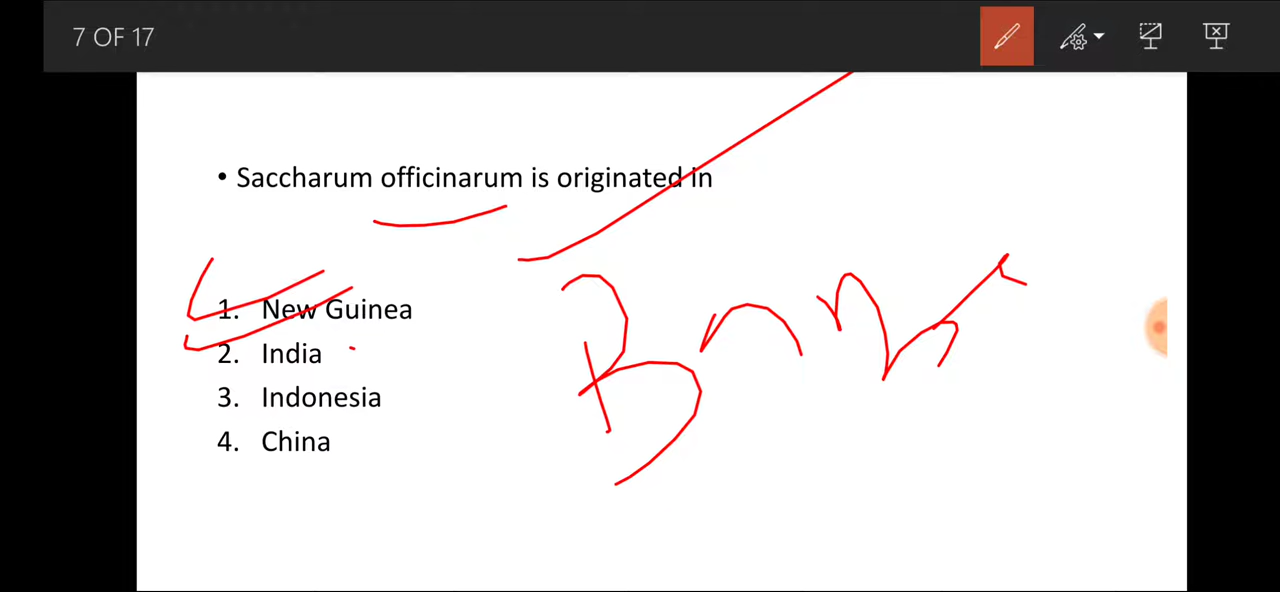 7 OF 17
• Saccharum officinarum is originated in
1. New Guinea
2. India
3. Indonesia
4. China